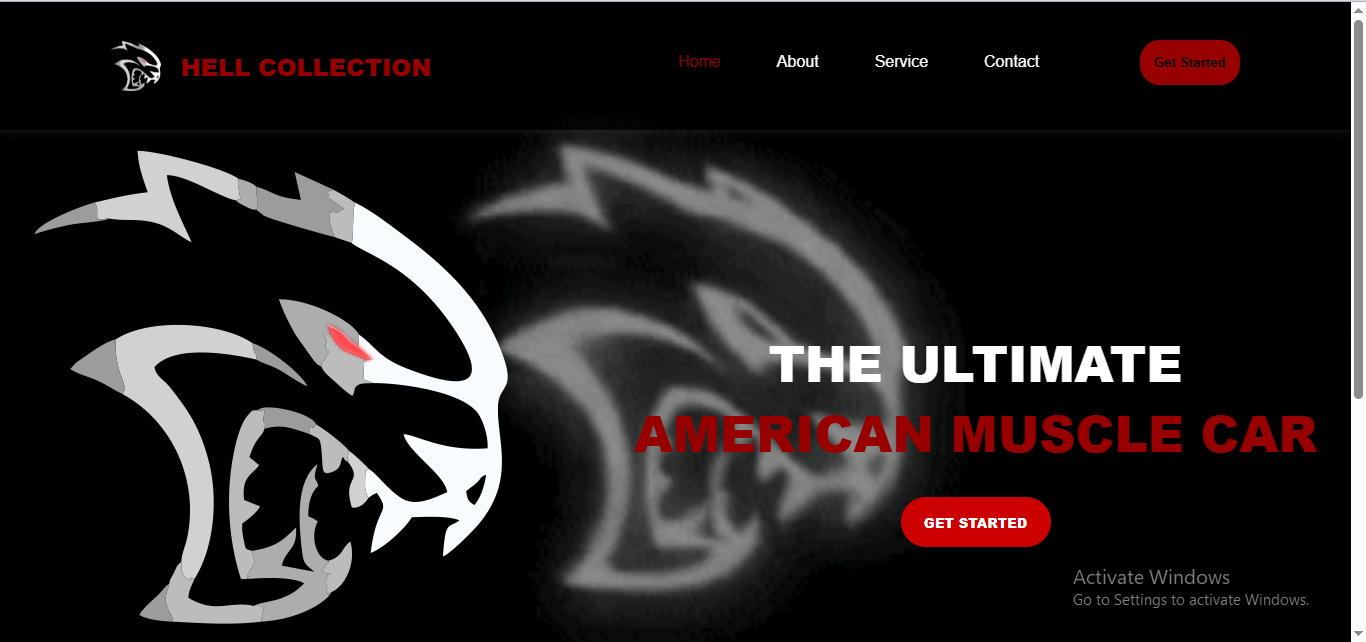 HELL COLLECTION
Home
About
Service
Contact
Get Started
THE ULTIMATE
AMERICAN MUSCLE CAR
GET STARTED
Activate Windows
Go to Settings to activate Windows.